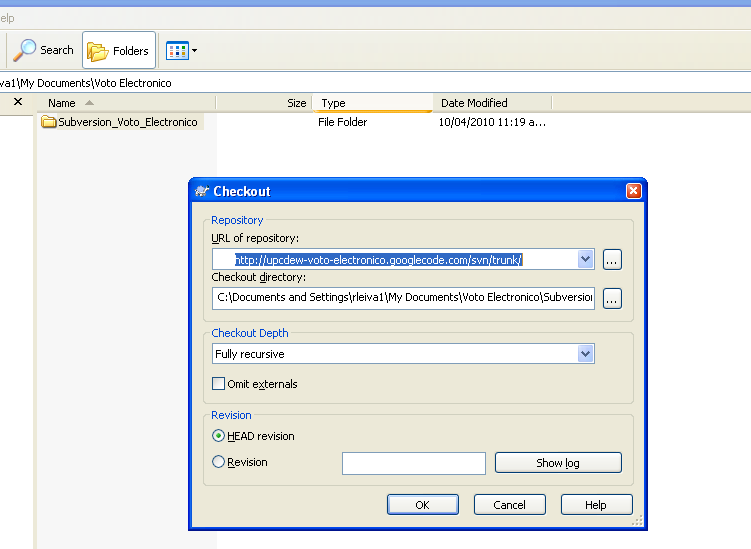 elp
Search
Folders
va1\My Documents\Voto Electronico
Name
Size
Type
Date Modified
Subversion_Voto_Electronico
File Folder
10/04/2010 11:19 a...
Checkout
Repository
URL of repository:
http://upcdew-voto-electronico.googlecode.com/svn/trunk/
...
Checkout directory:
C:\Documents and Settings\rleiva1\My Documents\Voto Electronico\Subversion
...
Checkout Depth
Fully recursive
Omit externals
Revision
HEAD revision
Revision
Show log
OK
Cancel
Help